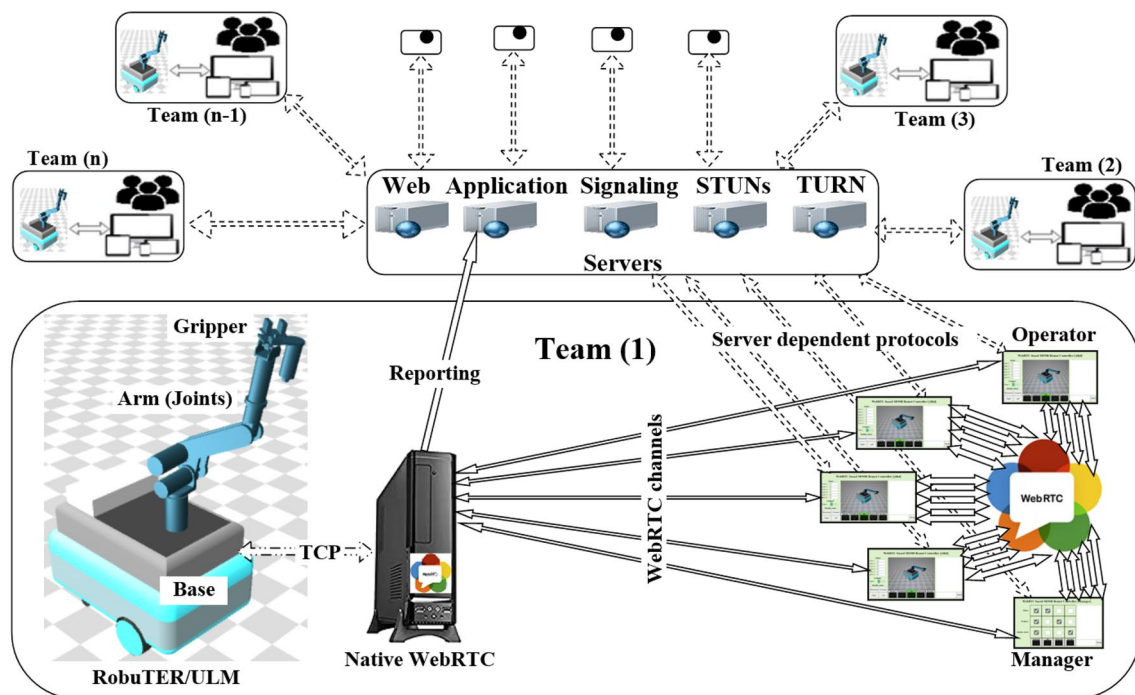 Team (n-1)
Team (3)
Team (n)
Team (2)
Web Application Signaling STUNs TURN
Servers
Team (1)
Gripper
Arm (Joints)
Base
RobuTER/ULM
TCP
Reporting
Native WebRTC
WebRTC channels
Server dependent protocols
Operator
WebRTC
Manager